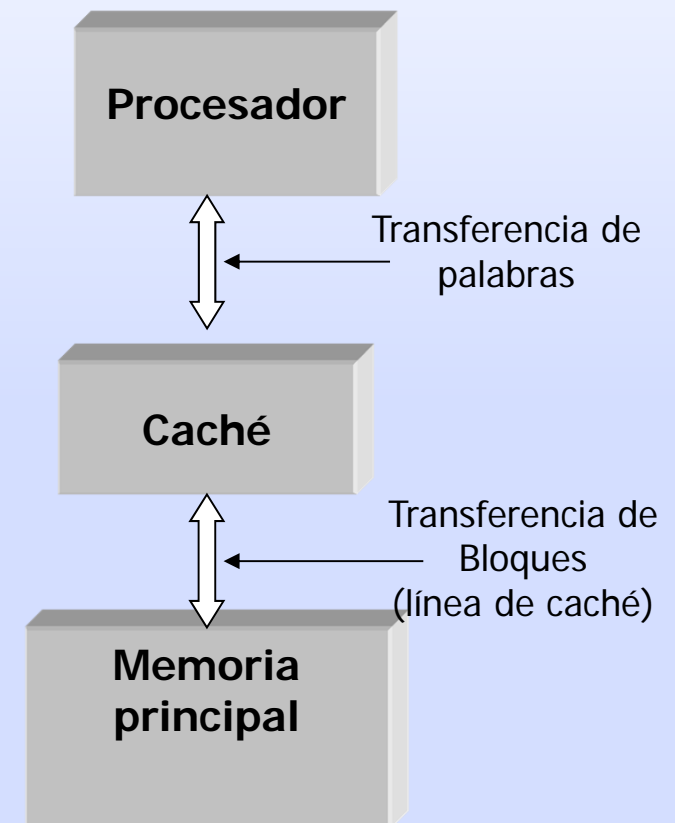 Procesador
Transferencia de
palabras
Caché
Transferencia de
Bloques
(línea de caché)
Memoria
principal